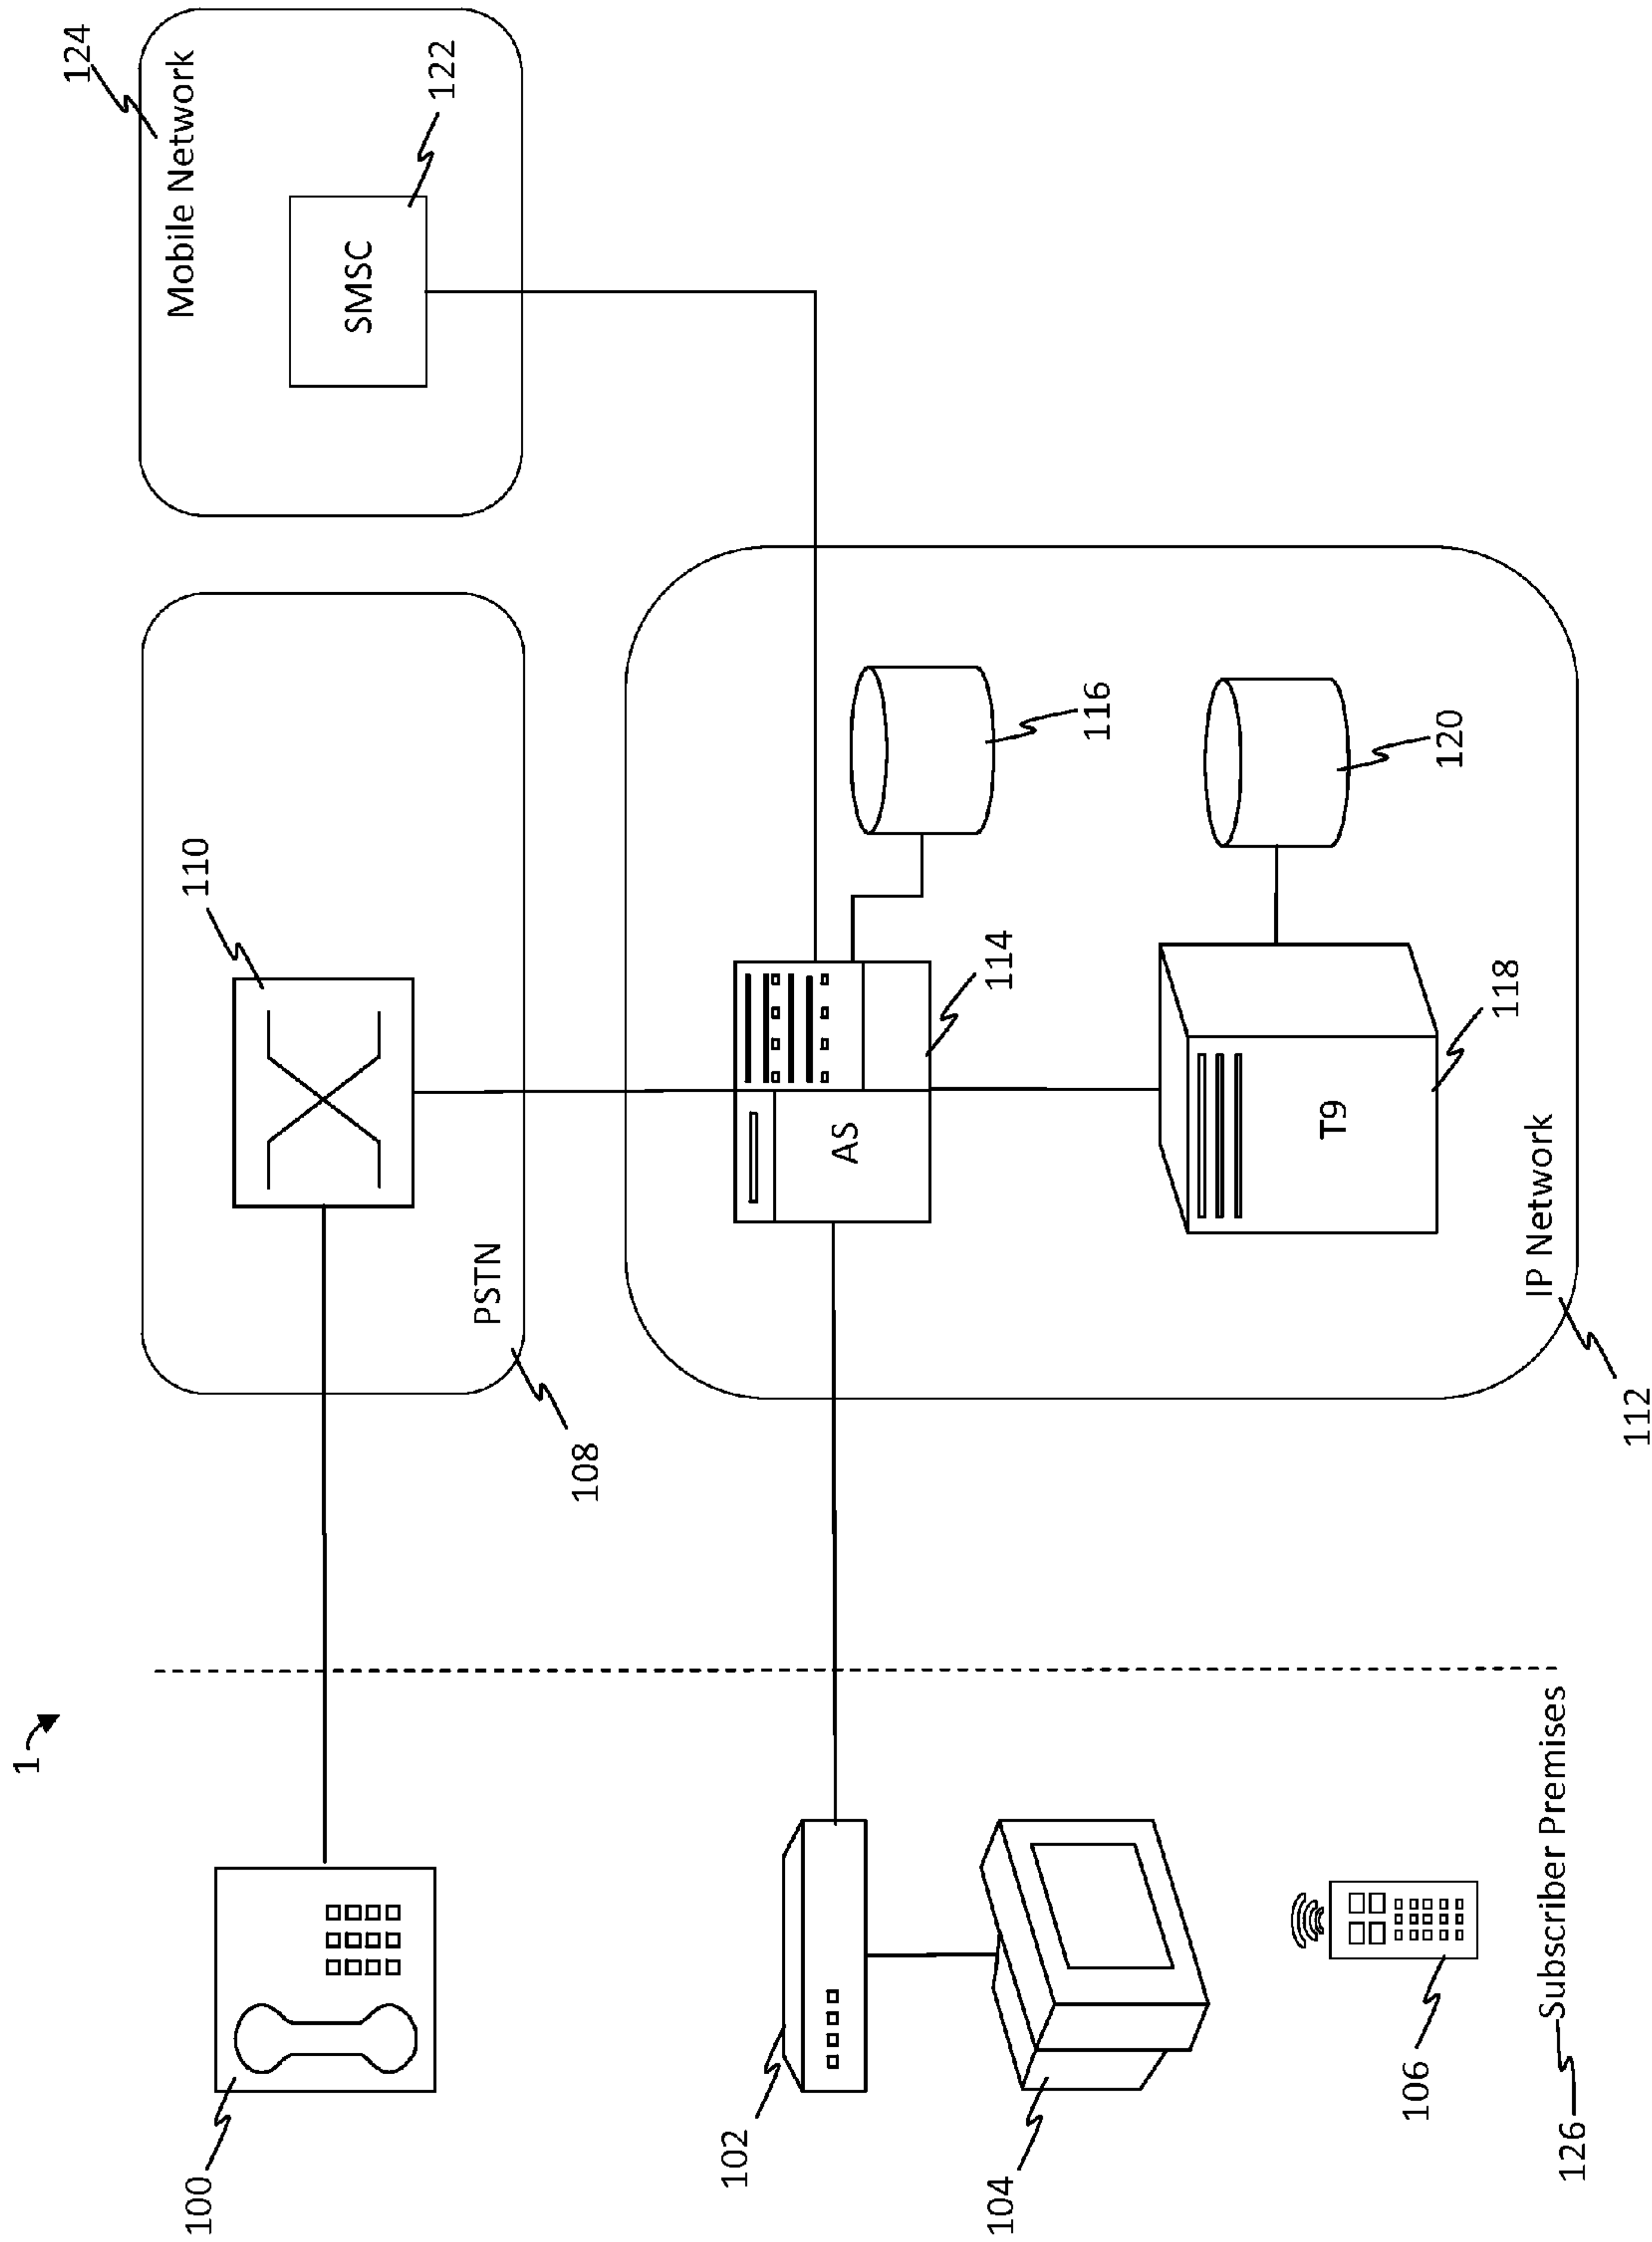 1
100
110
Mobile Network
124
SMSC
122
PSTN
108
102
AS
114
116
104
T9
118
120
106
126
Subscriber Premises
IP Network
112